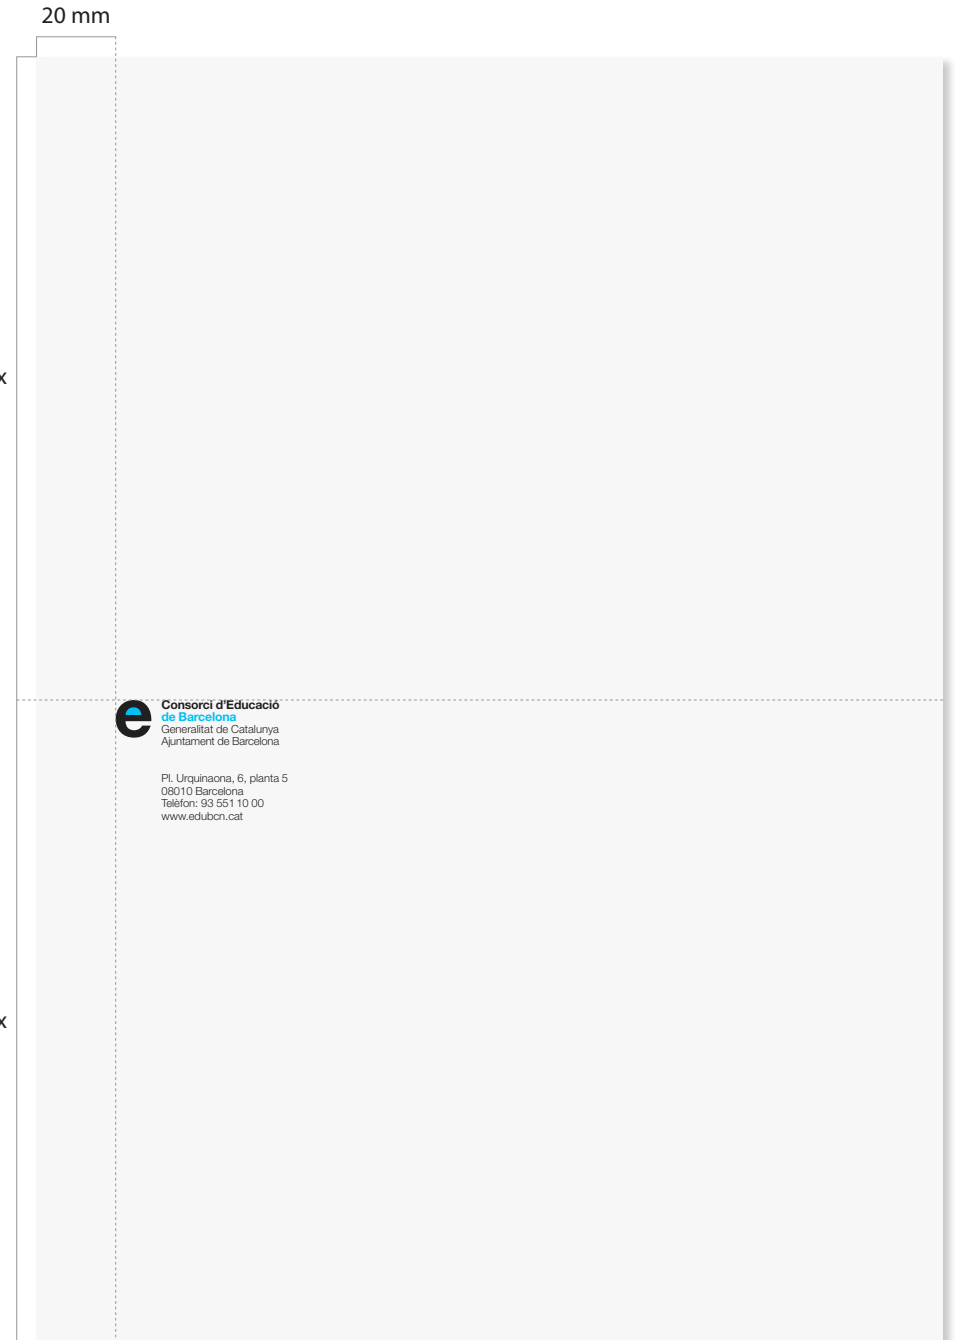 20 mm
x
Consorci d'Educació
de Barcelona
Generalitat de Catalunya
Ajuntament de Barcelona
Pl. Urquinaona, 6, planta 5
08010 Barcelona
Telèfon: 93 551 10 00
www.edubcn.cat
x